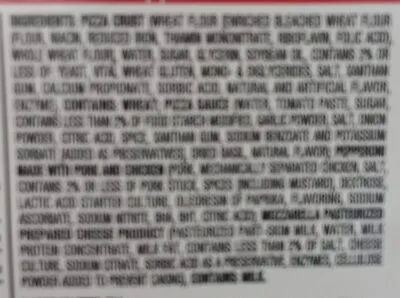 INGREDIENTS: PIZZA CRUST (WHEAT FLOUR (ENRICHED BLEACHED WHEAT FLOUR
(FLOUR, NIACIN, REDUCED IRON, THIAMIN MONONITRATE, RIBOFLAVIN, FOLIC ACID),
WHOLE WHEAT FLOUR), WATER, SUGAR, GLYCERIN, SOYBEAN OIL, CONTAINS 2% OR
LESS OF YEAST, VITAL WHEAT GLUTEN, MONO- & DIGLYCERIDES, SALT, XANTHAN
GUM, CALCIUM PROPIONATE, SORBIC ACID, NATURAL AND ARTIFICIAL FLAVOR,
ENZYMES), CONTAINS WHEAT; PIZZA SAUCE (WATER, TOMATO PASTE, SUGAR,
CONTAINS LESS THAN 2% OF FOOD STARCH-MODIFIED, GARLIC POWDER, SALT, ONION
POWDER, CITRIC ACID, SPICE, XANTHAN GUM, SODIUM BENZOATE AND POTASSIUM
SORBATE (ADDED AS PRESERVATIVES), DRIED BASIL, NATURAL FLAVOR); PEPPERONI
MADE WITH PORK AND CHICKEN (PORK, MECHANICALLY SEPARATED CHICKEN, SALT,
CONTAINS 2% OR LESS OF PORK STOCK, SPICES (INCLUDING MUSTARD), DEXTROSE,
LACTIC ACID STARTER CULTURE, OLEORESIN OF PAPRIKA, FLAVORING, SODIUM
ASCORBATE, SODIUM NITRITE, BHA, BHT, CITRIC ACID); MOZZARELLA PASTEURIZED
PREPARED CHEESE PRODUCT (PASTEURIZED PART-SKIM MILK, WATER, MILK
PROTEIN CONCENTRATE, MILK FAT, CONTAINS LESS THAN 2% OF SALT, CHEESE
CULTURE, SODIUM CITRATE, SORBIC ACID AS A PRESERVATIVE, ENZYMES, CELLULOSE
POWDER ADDED TO PREVENT CAKING), CONTAINS MILK.